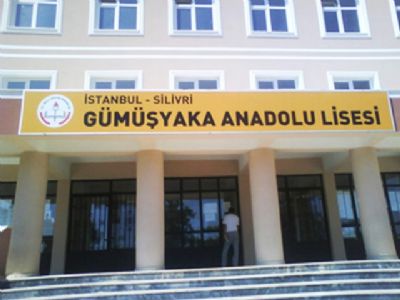 İSTANBUL - SİLİVRİ
GÜMÜŞYAKA ANADOLU LİSESİ